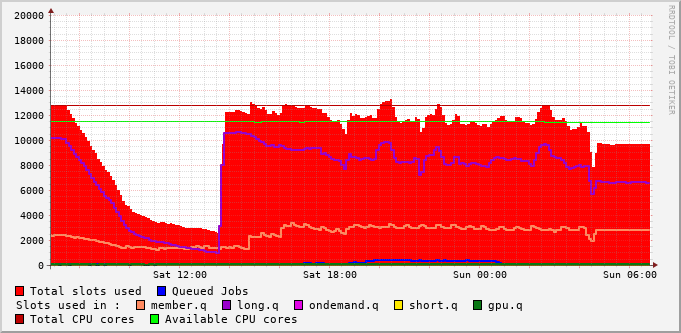 20000
18000
16000
14000
12000
10000
8000
6000
4000
2000
0
Sat 12:00 Sat 18:00 Sun 00:00 Sun 06:00
RRDTOOL / TOBI OETIKER
Total slots used Queued Jobs
Slots used in : member.q long.q ondemand.q short.q gpu.q
Total CPU cores Available CPU cores